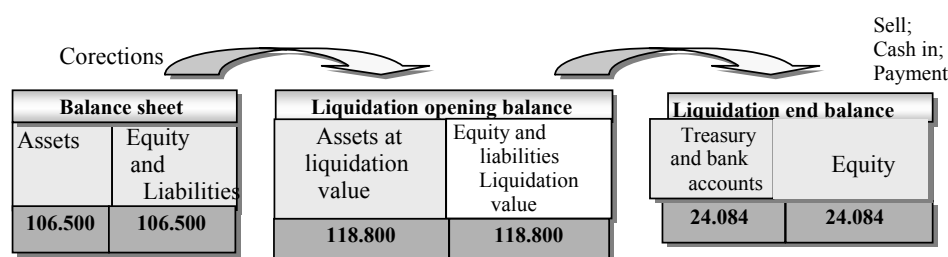 Corections
Sell;
Cash in;
Payment
Balance sheet
Assets
Equity
and
Liabilities
106.500
106.500
Liquidation opening balance
Assets at
liquidation
value
Equity and
liabilities
Liquidation
value
118.800
118.800
Liquidation end balance
Treasury
and bank
accounts
Equity
24.084
24.084